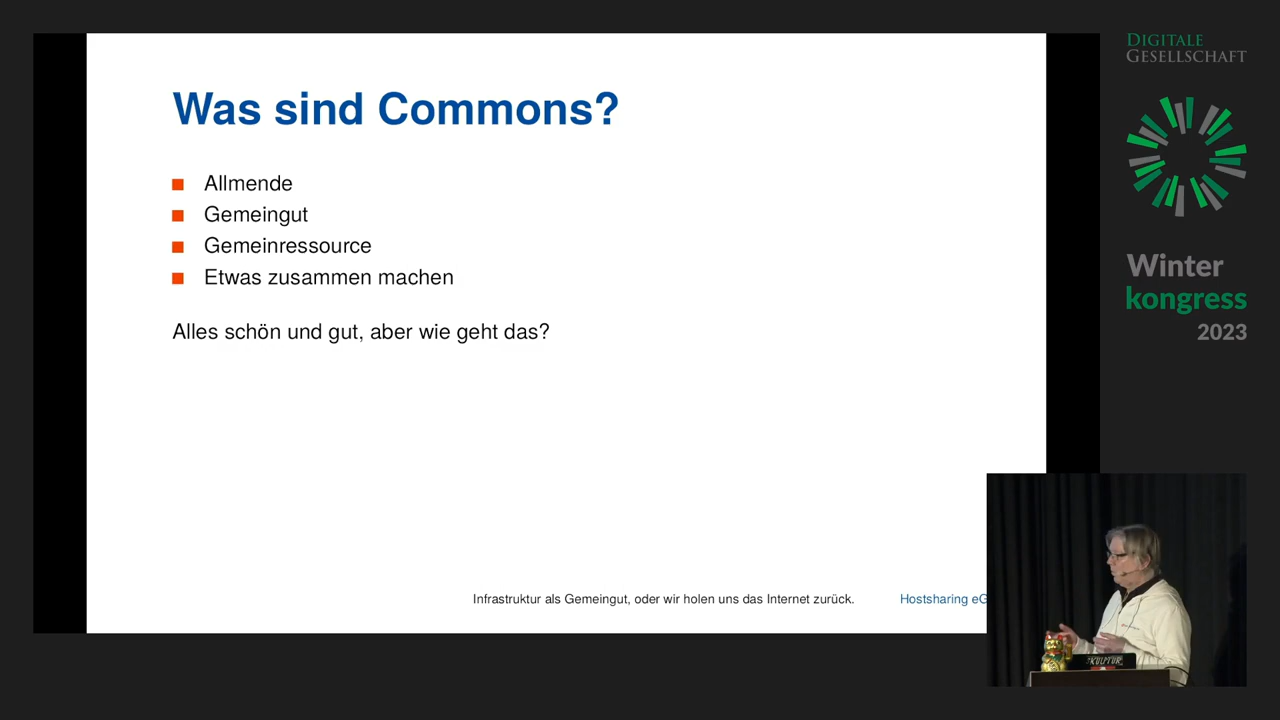 Was sind Commons?
Allmende
Gemeingut
Gemeinressource
Etwas zusammen machen
Alles schön und gut, aber wie geht das?
Infrastruktur als Gemeingut, oder wir holen uns das Internet zurück.
Hostsharing eG
DIGITALE
GESELLSCHAFT
Winter
kongress
2023
KULTUR